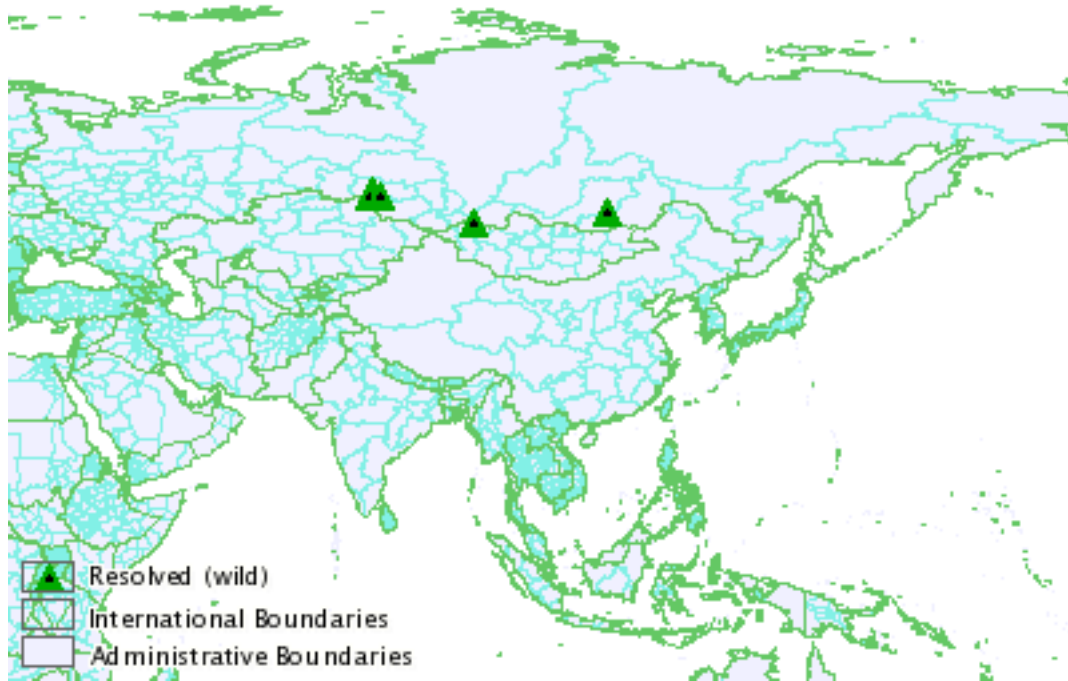 Resolved (wild)
International Boundaries
Administrative Boundaries